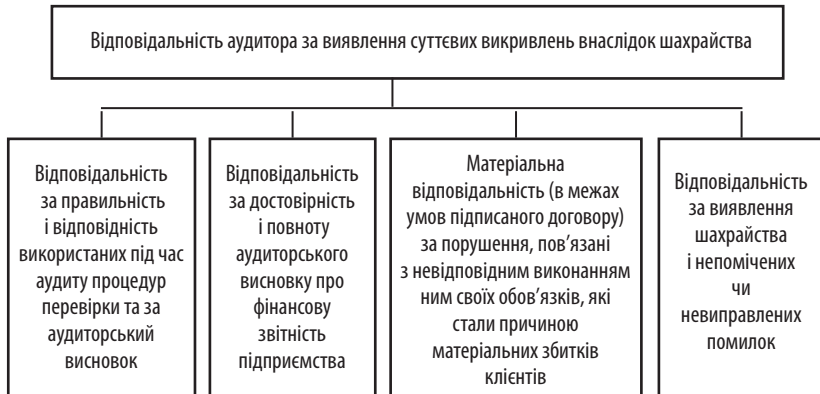 Відповідальність аудитора за виявлення суттєвих викривлень внаслідок шахрайства
Відповідальність
за правильність
і відповідність
використаних під час
аудиту процедур
перевірки та за
аудиторський
висновок
Відповідальність
за достовірність
і повноту
аудиторського
висновку про
фінансову
звітність
підприємства
Матеріальна
відповідальність (в межах
умов підписаного договору)
за порушення, пов’язані
з невідповідним виконанням
ним своїх обов’язків, які
стали причиною
матеріальних збитків
клієнтів
Відповідальність
за виявлення
шахрайства
і непомічених
чи
невиправлених
помилок